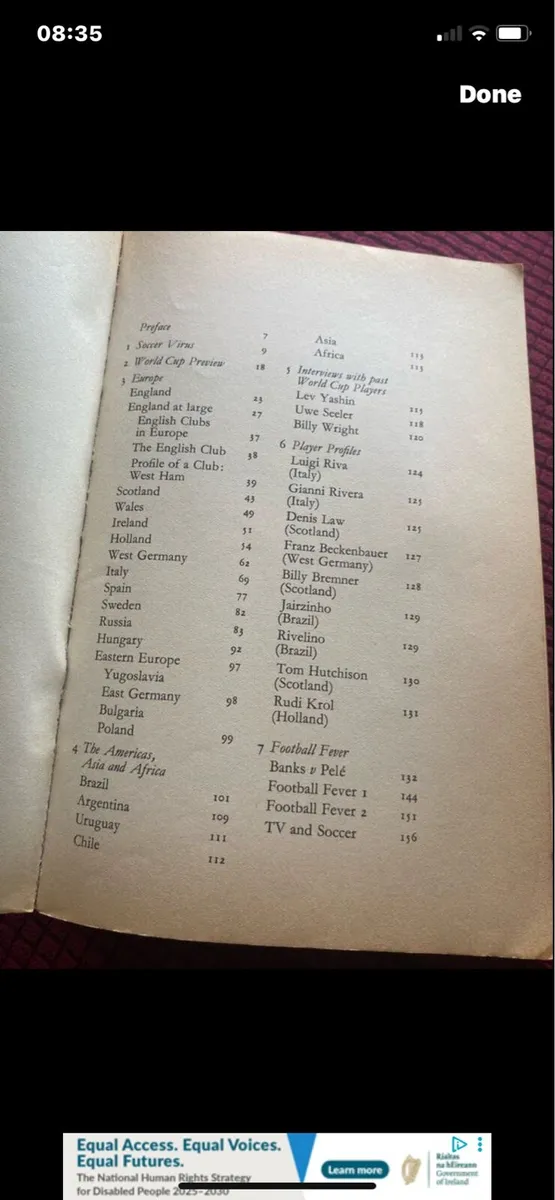 08:35
Done
Preface 7
1 Soccer Virus 9
2 World Cup Preview 18
3 Europe
England 23
England at large 27
English Clubs
in Europe 37
The English Club 38
Profile of a Club:
West Ham 39
Scotland 43
Wales 49
Ireland 51
Holland 54
West Germany 62
Italy 69
Spain 77
Sweden 82
Russia 83
Hungary 92
Eastern Europe 97
Yugoslavia
East Germany 98
Bulgaria
Poland 99
4 The Americas,
Asia and Africa
Brazil 101
Argentina 109
Uruguay 111
Chile 112
Asia 113
Africa 113
5 Interviews with past
World Cup Players
Lev Yashin 115
Uwe Seeler 118
Billy Wright 120
6 Player Profiles
Luigi Riva
(Italy) 124
Gianni Rivera
(Italy) 125
Denis Law
(Scotland) 125
Franz Beckenbauer
(West Germany) 127
Billy Bremner
(Scotland) 128
Jairzinho
(Brazil) 129
Rivelino
(Brazil) 129
Tom Hutchison
(Scotland) 130
Rudi Krol
(Holland) 131
7 Football Fever
Banks v Pelé 132
Football Fever 1 144
Football Fever 2 151
TV and Soccer 156
Equal Access. Equal Voices.
Equal Futures.
The National Human Rights Strategy
for Disabled People 2025-2030
Learn more
Rialtas
na hÉireann
Government
of Ireland